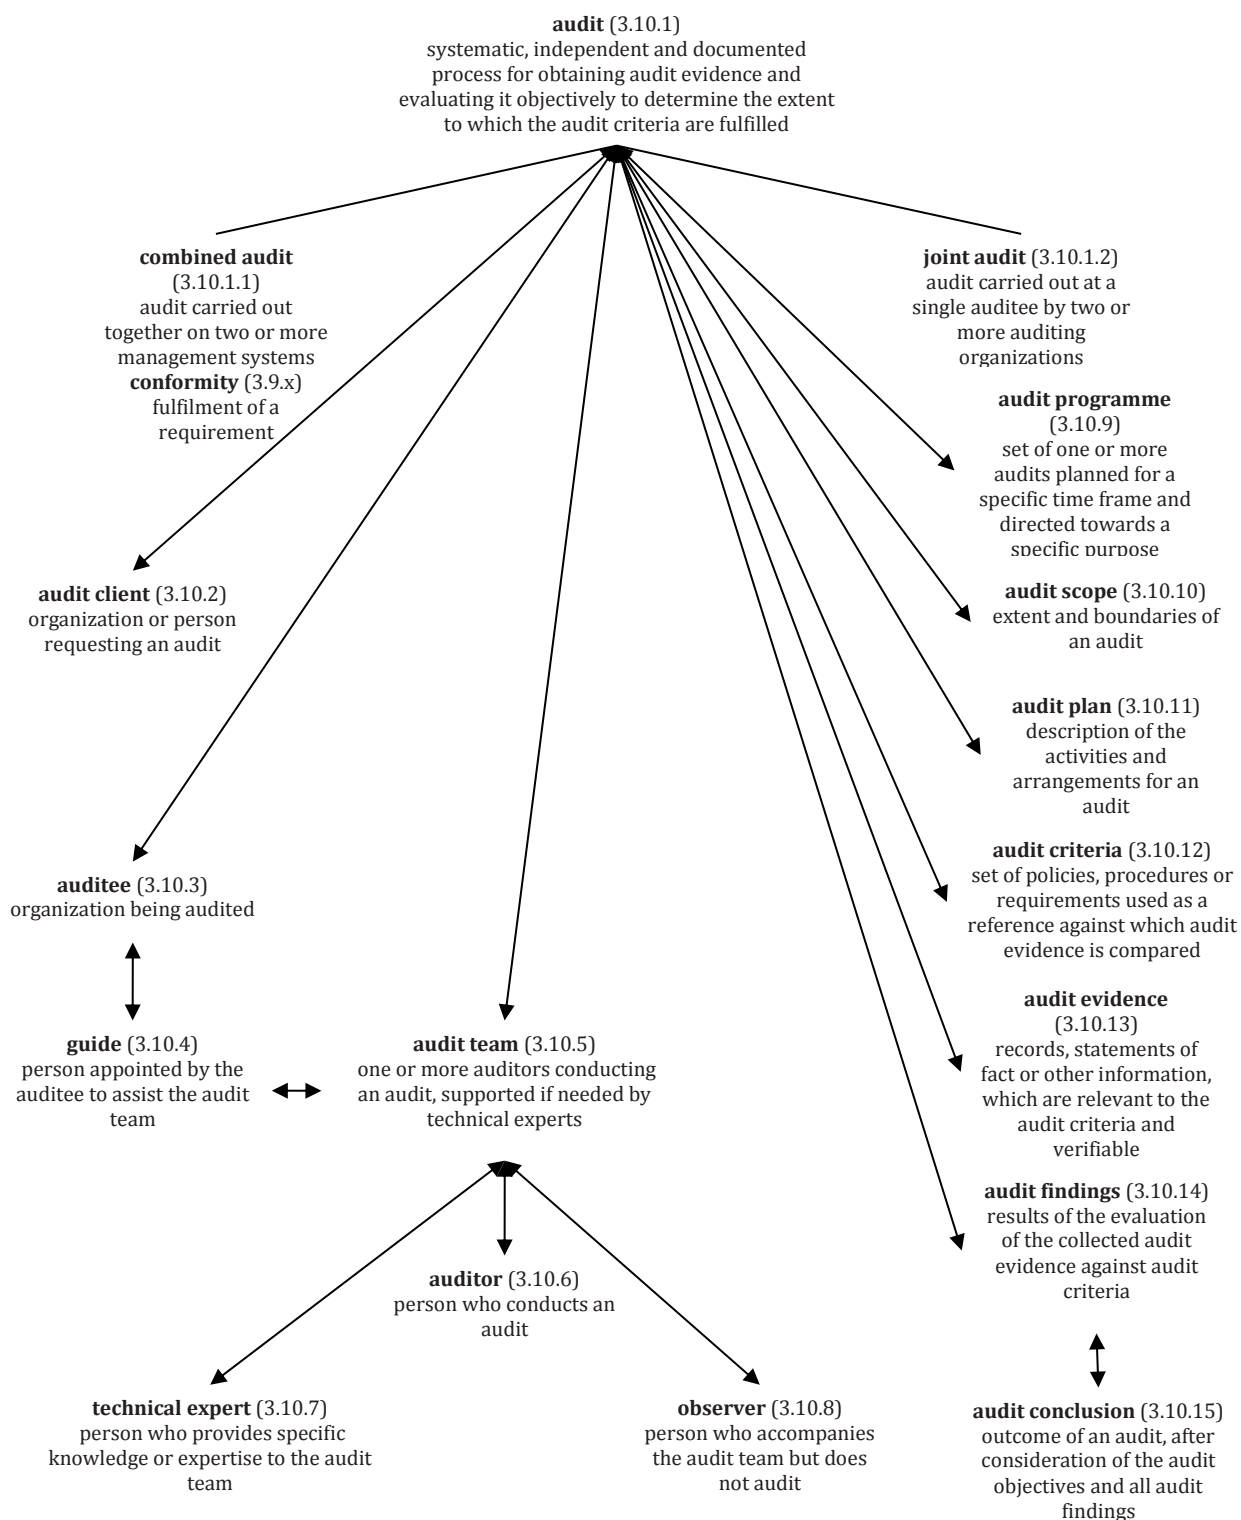 audit (3.10.1)
systematic, independent and documented
process for obtaining audit evidence and
evaluating it objectively to determine the extent
to which the audit criteria are fulfilled
combined audit
(3.10.1.1)
audit carried out
together on two or more
management systems
conformity (3.9.x)
fulfilment of a
requirement
joint audit (3.10.1.2)
audit carried out at a
single auditee by two or
more auditing
organizations
audit programme
(3.10.9)
set of one or more
audits planned for a
specific time frame and
directed towards a
specific purpose
audit client (3.10.2)
organization or person
requesting an audit
audit scope (3.10.10)
extent and boundaries of
an audit
audit plan (3.10.11)
description of the
activities and
arrangements for an
audit
auditee (3.10.3)
organization being audited
audit criteria (3.10.12)
set of policies, procedures or
requirements used as a
reference against which audit
evidence is compared
guide (3.10.4)
person appointed by the
auditee to assist the audit
team
audit team (3.10.5)
one or more auditors conducting
an audit, supported if needed by
technical experts
audit evidence
(3.10.13)
records, statements of
fact or other information,
which are relevant to the
audit criteria and
verifiable
audit findings (3.10.14)
results of the evaluation
of the collected audit
evidence against audit
criteria
auditor (3.10.6)
person who conducts an
audit
technical expert (3.10.7)
person who provides specific
knowledge or expertise to the audit
team
observer (3.10.8)
person who accompanies
the audit team but does
not audit
audit conclusion (3.10.15)
outcome of an audit, after
consideration of the audit
objectives and all audit
findings